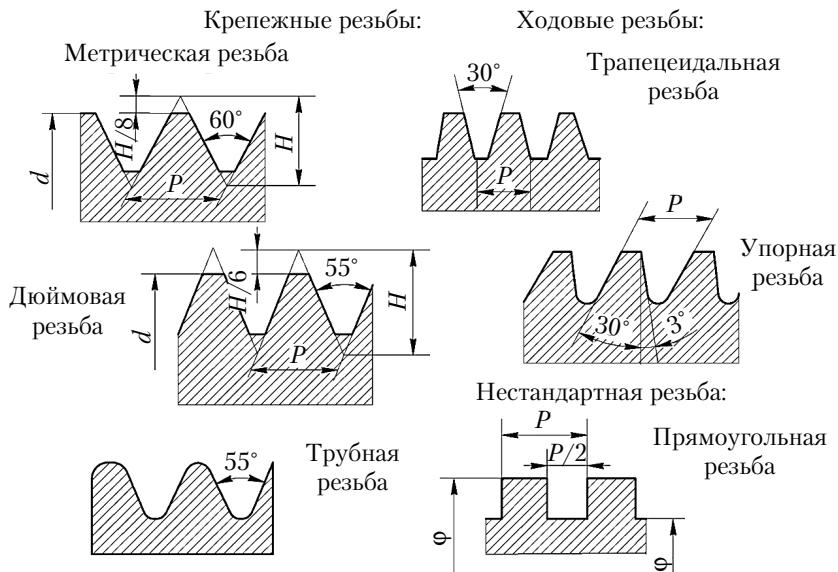 Крепежные резьбы:
Ходовые резьбы:
Метрическая резьба
H/8
60°
H
d
P
Трапецеидальная
резьба
30°
P
Дюймовая
резьба
H/6
55°
H
d
P
P
Упорная
резьба
30°
3°
Трубная
резьба
55°
Нестандартная резьба:
P
P/2
Прямоугольная
резьба
φ
φ